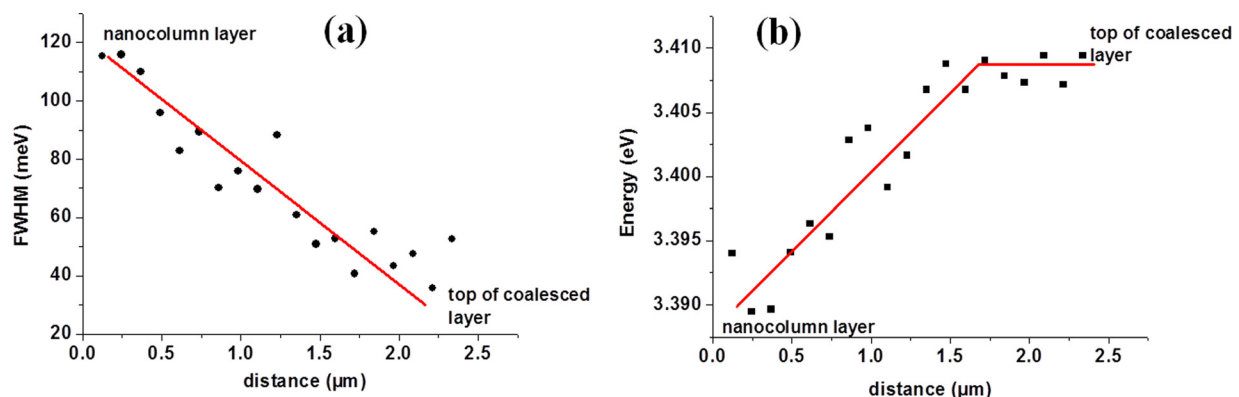 (a)
nanocolumn layer
120
100
80
60
40
20
FWHM (meV)
top of coalesced
layer
0.0 0.5 1.0 1.5 2.0 2.5
distance (µm)
(b)
top of coalesced
layer
3.410
3.405
3.400
3.395
3.390
Energy (eV)
nanocolumn layer
0.0 0.5 1.0 1.5 2.0 2.5
distance (µm)